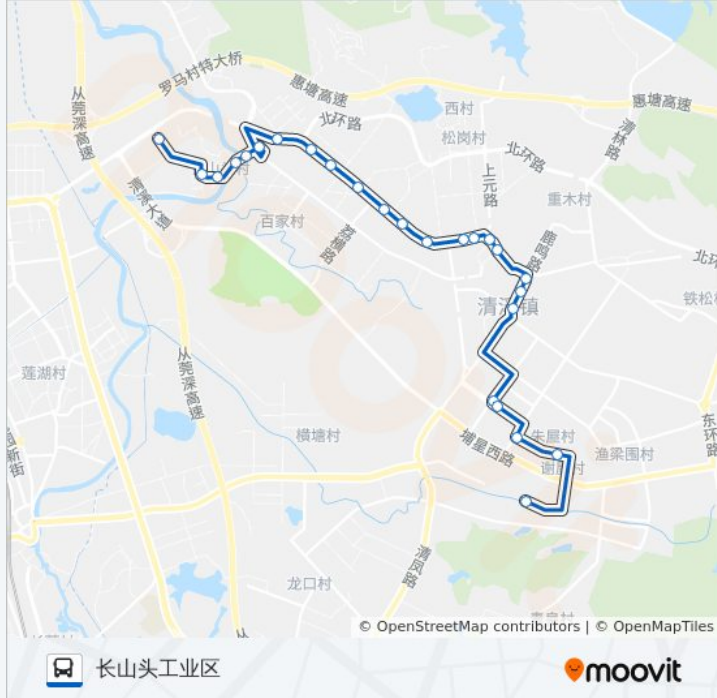 罗马村特大桥
惠塘高速
惠塘高速
从莞深高速
西村
北环路
松岗村
清林路
北环路
上元路
清溪大道
重木村
百家村
荔横路
鹿鸣路
北环
清溪镇
铁松村
从莞深高速
莲湖村
横塘村
朱屋村
埔星西路
渔梁围村
东环路
新街
清凤路
龙口村
© OpenStreetMap contributors | © OpenMapTiles
长山头工业区
moovit